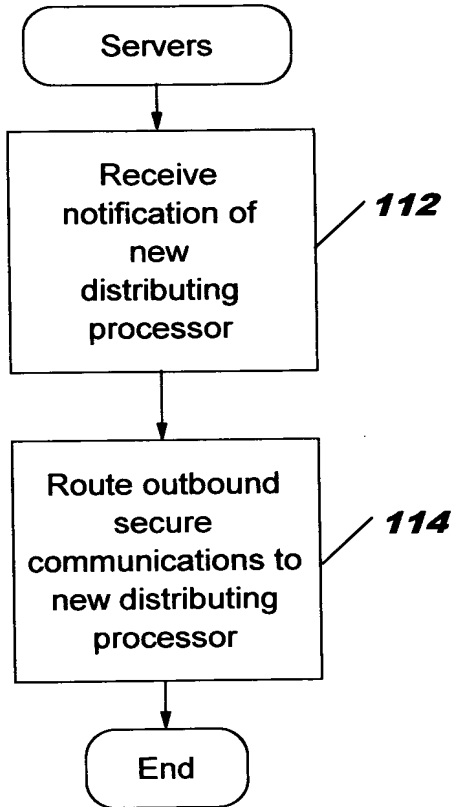 Servers
Receive
notification of
new
distributing
processor
112
Route outbound
secure
communications to
new distributing
processor
114
End